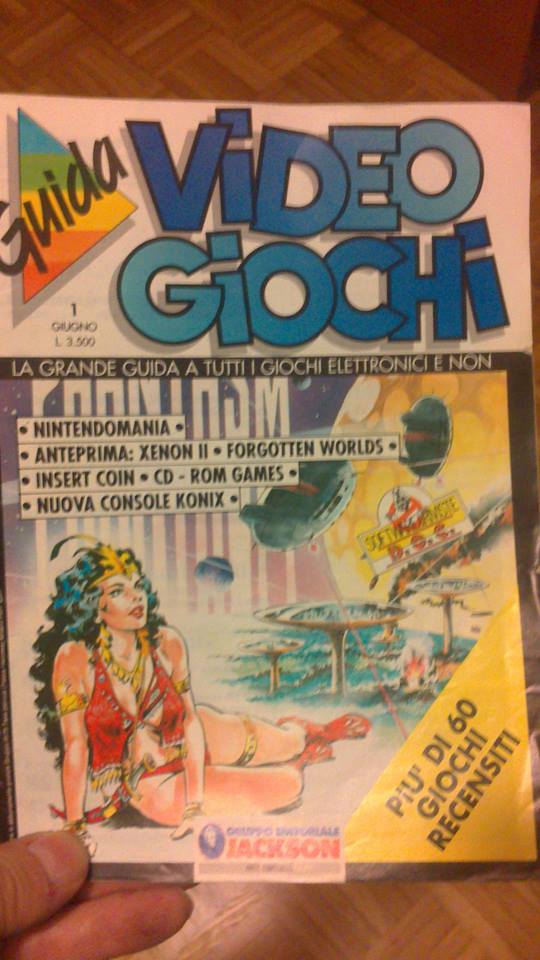 Guida
VIDEO
GIOCHI
1
GIUGNO
L. 3.500
LA GRANDE GUIDA A TUTTI I GIOCHI ELETTRONICI E NON
PHANTASM
• NINTENDOMANIA •
• ANTEPRIMA: XENON II • FORGOTTEN WORLDS •
• INSERT COIN • CD - ROM GAMES •
• NUOVA CONSOLE KONIX •
PIU' DI 60
GIOCHI
RECENSITI
GRUPPO EDITORIALE
JACKSON